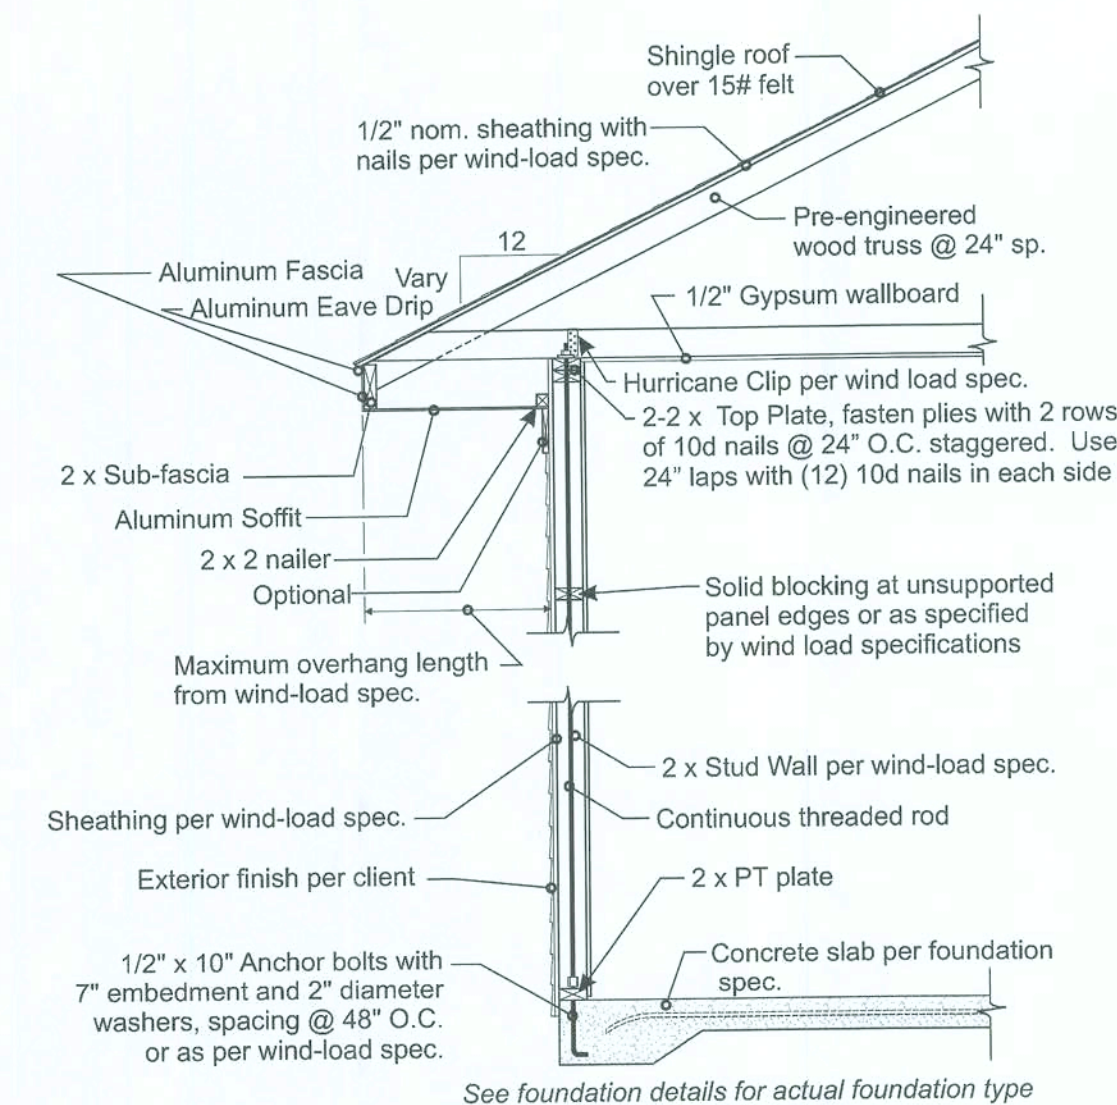 Shingle roof
over 15# felt
1/2" nom. sheathing with
nails per wind-load spec.
Pre-engineered
wood truss @ 24" sp.
12
Vary
Aluminum Fascia
Aluminum Eave Drip
1/2" Gypsum wallboard
Hurricane Clip per wind load spec.
2-2 x Top Plate, fasten plies with 2 rows
of 10d nails @ 24" O.C. staggered. Use
24" laps with (12) 10d nails in each side
2 x Sub-fascia
Aluminum Soffit
2 x 2 nailer
Optional
Solid blocking at unsupported
panel edges or as specified
by wind load specifications
Maximum overhang length
from wind-load spec.
2 x Stud Wall per wind-load spec.
Sheathing per wind-load spec.
Continuous threaded rod
Exterior finish per client
2 x PT plate
1/2" x 10" Anchor bolts with
7" embedment and 2" diameter
washers, spacing @ 48" O.C.
or as per wind-load spec.
Concrete slab per foundation
spec.
See foundation details for actual foundation type